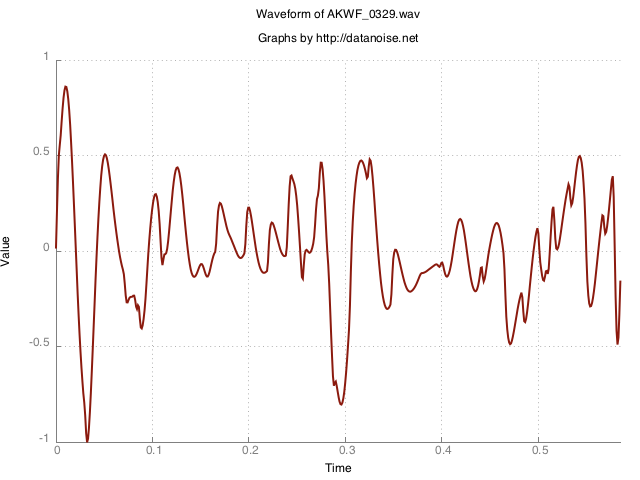 Waveform of AKWF_0329.wav
Graphs by http://datanoise.net
1
0.5
0
-0.5
-1
Value
0 0.1 0.2 0.3 0.4 0.5
Time